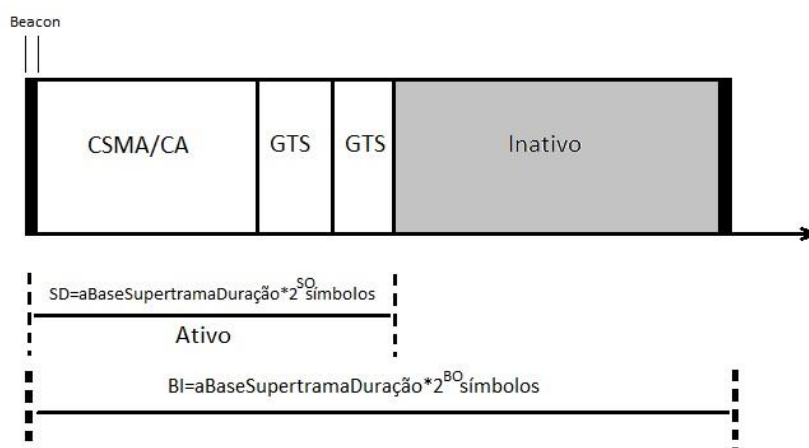 Beacon
CSMA/CA
GTS
GTS
Inativo
SD=aBaseSupertramaDuração*2^SO símbolos
Ativo
BI=aBaseSupertramaDuração*2^BO símbolos